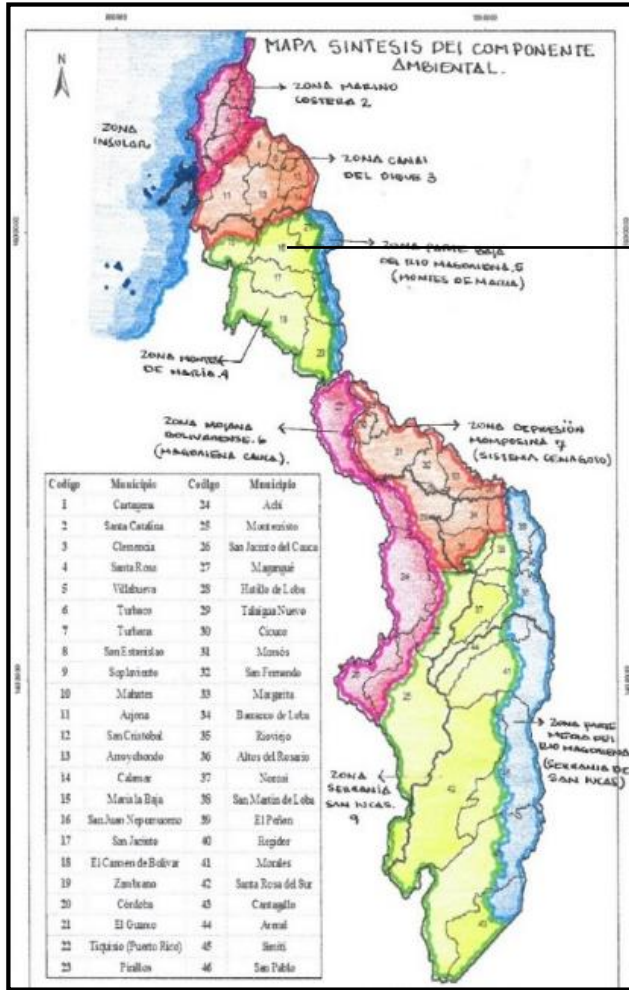 MAPA SINTESIS DEL COMPONENTE
AMBIENTAL.
N
ZONA MARINO
COSTERA 2
ZONA
INSULAR
ZONA CANAL
DEL DIQUE 3
ZONA PARTE BAJA
DEL RIO MAGDALENA.5
(MONTES DE MARIA)
ZONA MONTES
DE MARÍA.4
ZONA MOJANA
BOLIVARENSE.6
(MAGDALENA CAUCA).
ZONA DEPRESIÓN
MOMPOSINA 7
(SISTEMA CENAGOSO)
ZONA PARTE
MEDIA DEL
RIO MAGDALENA
(SERRANIA DE
SAN LUCAS)
ZONA
SERRANÍA
SAN LUCAS.
9
Codigo Municipio Codigo Municipio
1 Cartagena 24 Achí
2 Santa Catalina 25 Montecristo
3 Clemencia 26 San Jacinto del Cauca
4 Santa Rosa 27 Magangué
5 Villanueva 28 Hatillo de Loba
6 Turbaco 29 Talaigua Nuevo
7 Turbana 30 Cicuco
8 San Estanislao 31 Mompós
9 Soplaviento 32 San Fernando
10 Mahates 33 Margarita
11 Arjona 34 Barranco de Loba
12 San Cristobal 35 Rioviejo
13 Arroyohondo 36 Altos del Rosario
14 Calamar 37 Norosi
15 Maria la Baja 38 San Martin de Loba
16 San Juan Nepomuceno 39 El Peñon
17 San Jacinto 40 Regidor
18 El Carmen de Bolivar 41 Morales
19 Zambrano 42 Santa Rosa del Sur
20 Córdoba 43 Cantagallo
21 El Guamo 44 Arenal
22 Tiquisio (Puerto Rico) 45 Simití
23 Pinillos 46 San Pablo